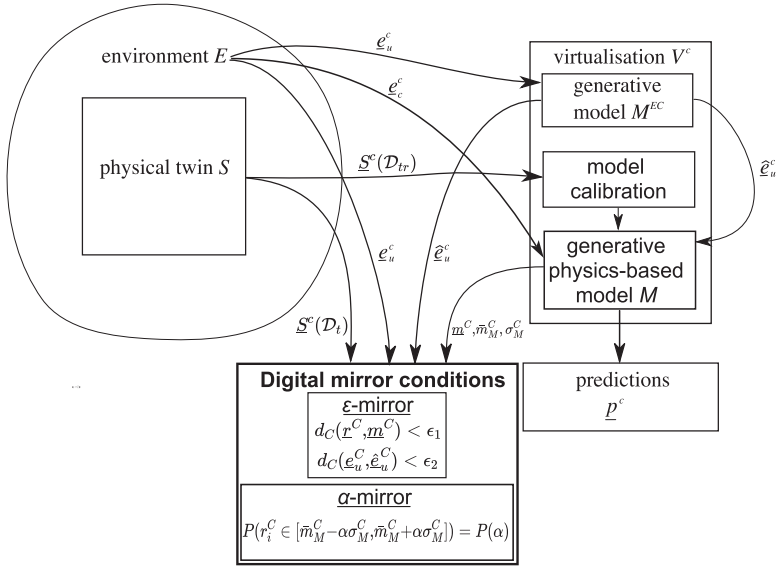 environment E
e_u^c
virtualisation V^c
generative
model M^EC
e_c^c
physical twin S
S^c(𝒟_tr)
model
calibration
ê_u^c
e_u^c
ê_u^c
generative
physics-based
model M
S^c(𝒟_t)
m^C, m̄_M^C, σ_M^C
Digital mirror conditions
ε-mirror
d_C(r^C, m^C) < ϵ_1
d_C(e_u^C, ê_u^C) < ϵ_2
α-mirror
P(r_i^C ∈ [m̄_M^C−ασ_M^C, m̄_M^C+ασ_M^C]) = P(α)
predictions
p^c